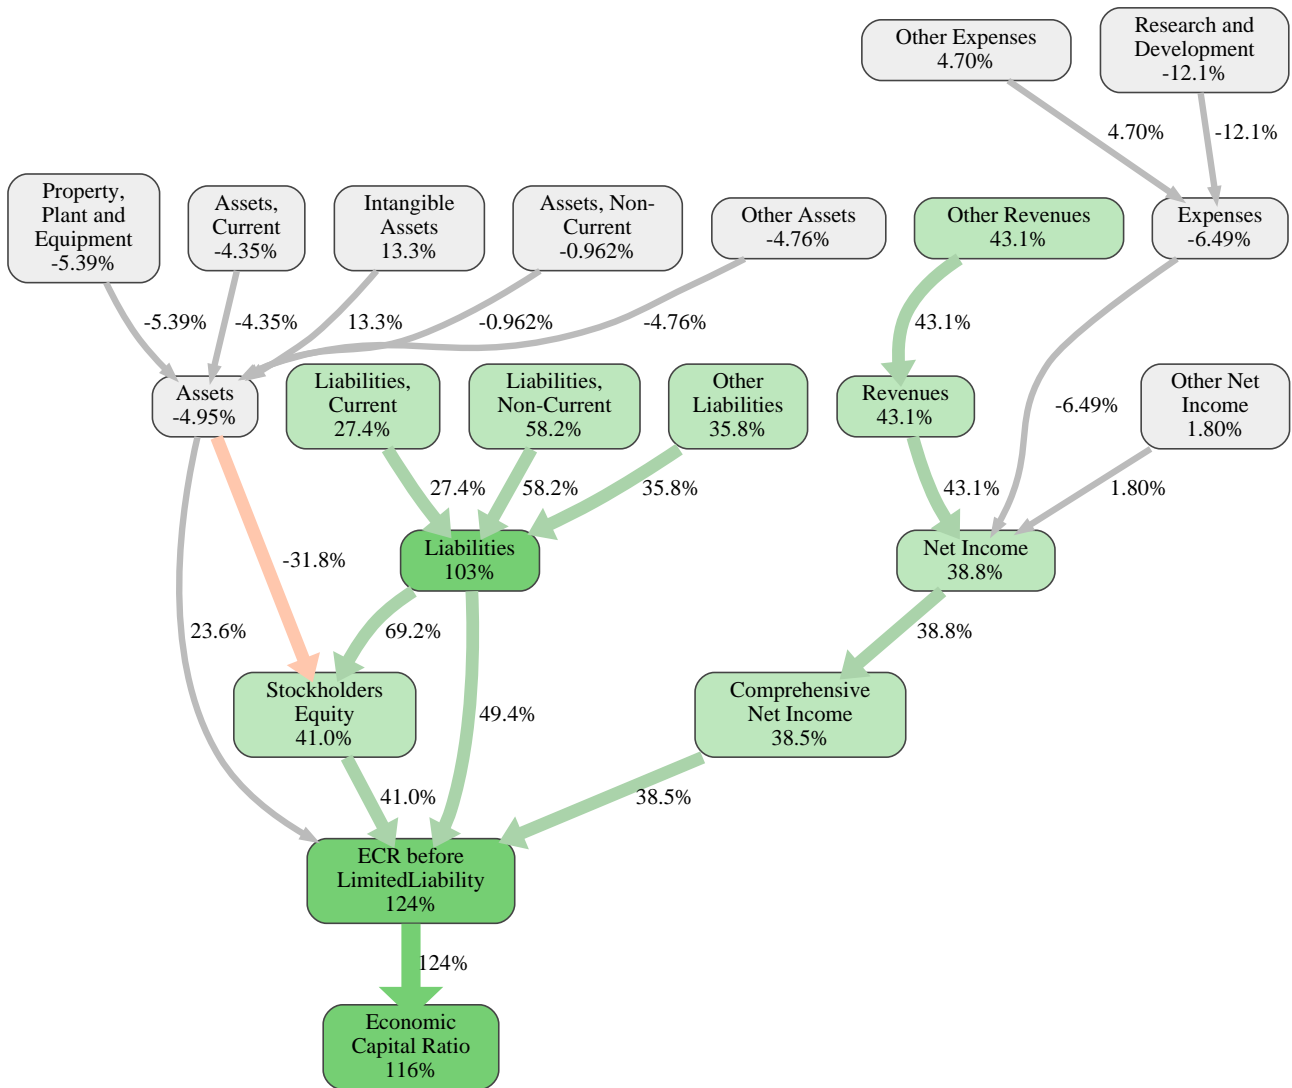 Other Expenses
4.70%
Research and
Development
-12.1%
4.70%
-12.1%
Property,
Plant and
Equipment
-5.39%
Assets,
Current
-4.35%
Intangible
Assets
13.3%
Assets, Non-
Current
-0.962%
Other Assets
-4.76%
Other Revenues
43.1%
Expenses
-6.49%
-5.39%
-4.35%
13.3%
-0.962%
-4.76%
43.1%
Assets
-4.95%
Liabilities,
Current
27.4%
Liabilities,
Non-Current
58.2%
Other
Liabilities
35.8%
Revenues
43.1%
-6.49%
Other Net
Income
1.80%
27.4%
58.2%
35.8%
43.1%
1.80%
-31.8%
Liabilities
103%
Net Income
38.8%
23.6%
69.2%
38.8%
Stockholders
Equity
41.0%
49.4%
Comprehensive
Net Income
38.5%
41.0%
38.5%
ECR before
LimitedLiability
124%
124%
Economic
Capital Ratio
116%